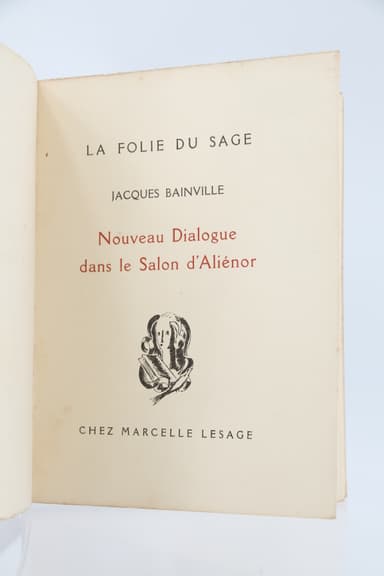 LA FOLIE DU SAGE
JACQUES BAINVILLE
Nouveau Dialogue
dans le Salon d'Aliénor
CHEZ MARCELLE LESAGE